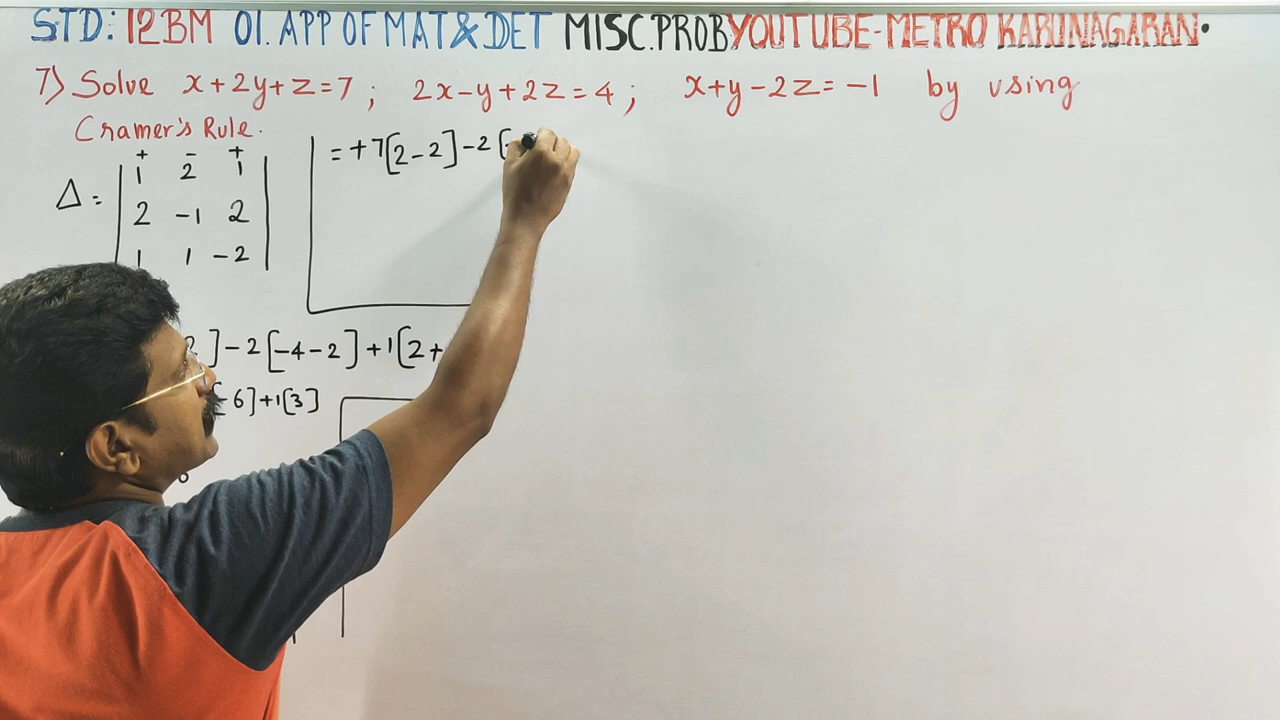 STD: 12BM 01. APP OF MAT & DET MISC. PROB YOUTUBE-METRO KARUNAGARAN.
7) Solve x+2y+z=7 ; 2x-y+2z=4 ; x+y-2z=-1 by using
Cramer's Rule.
+ - +
Δ = | 1 2 1 |
2 -1 2
1 1 -2
= +7[2-2] -2[
] -2[-4-2] +1[2+
-6] +1[3]